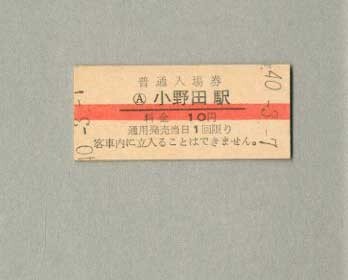 普通入場券
Ⓐ 小野田駅
料金 10円
通用発売当日1回限り
客車内に立入ることはできません。
40-3-7